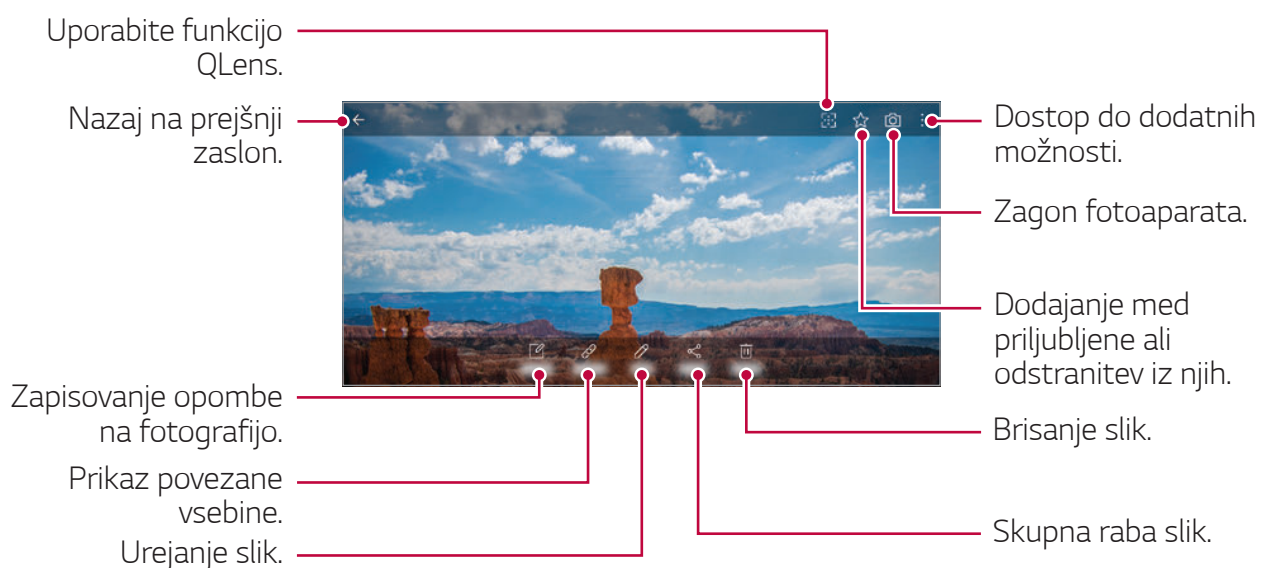 Uporabite funkcijo
QLens.
Nazaj na prejšnji
zaslon.
Zapisovanje opombe
na fotografijo.
Prikaz povezane
vsebine.
Urejanje slik.
Dostop do dodatnih
možnosti.
Zagon fotoaparata.
Dodajanje med
priljubljene ali
odstranitev iz njih.
Brisanje slik.
Skupna raba slik.